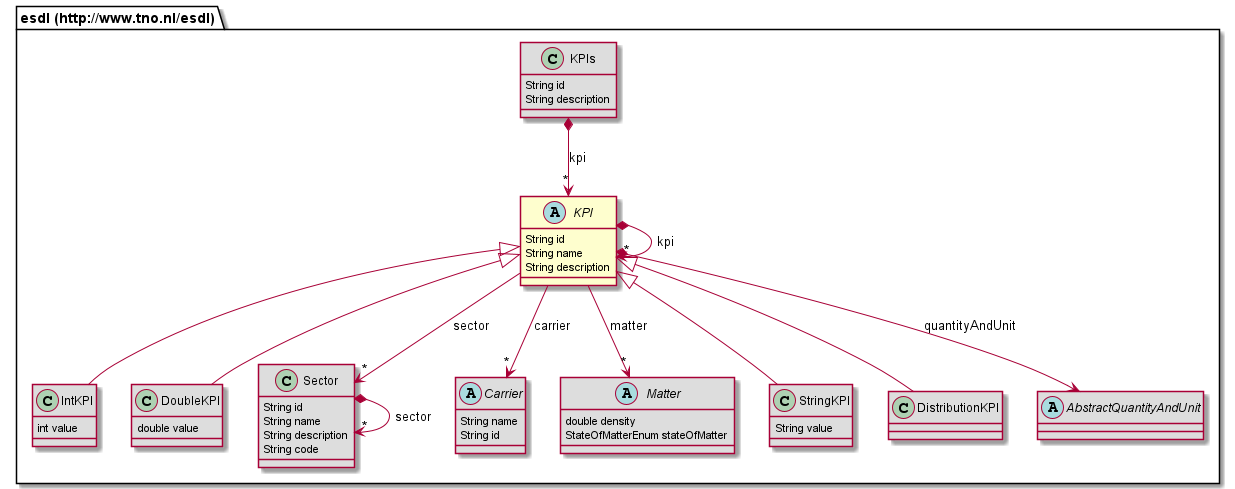 esdl (http://www.tno.nl/esdl)
C KPIs
String id
String description
kpi
*
A KPI
String id
String name
String description
kpi
*
sector
carrier
matter
quantityAndUnit
*
*
*
C IntKPI
int value
C DoubleKPI
double value
C Sector
String id
String name
String description
String code
sector
*
A Carrier
String name
String id
A Matter
double density
StateOfMatterEnum stateOfMatter
C StringKPI
String value
C DistributionKPI
A AbstractQuantityAndUnit